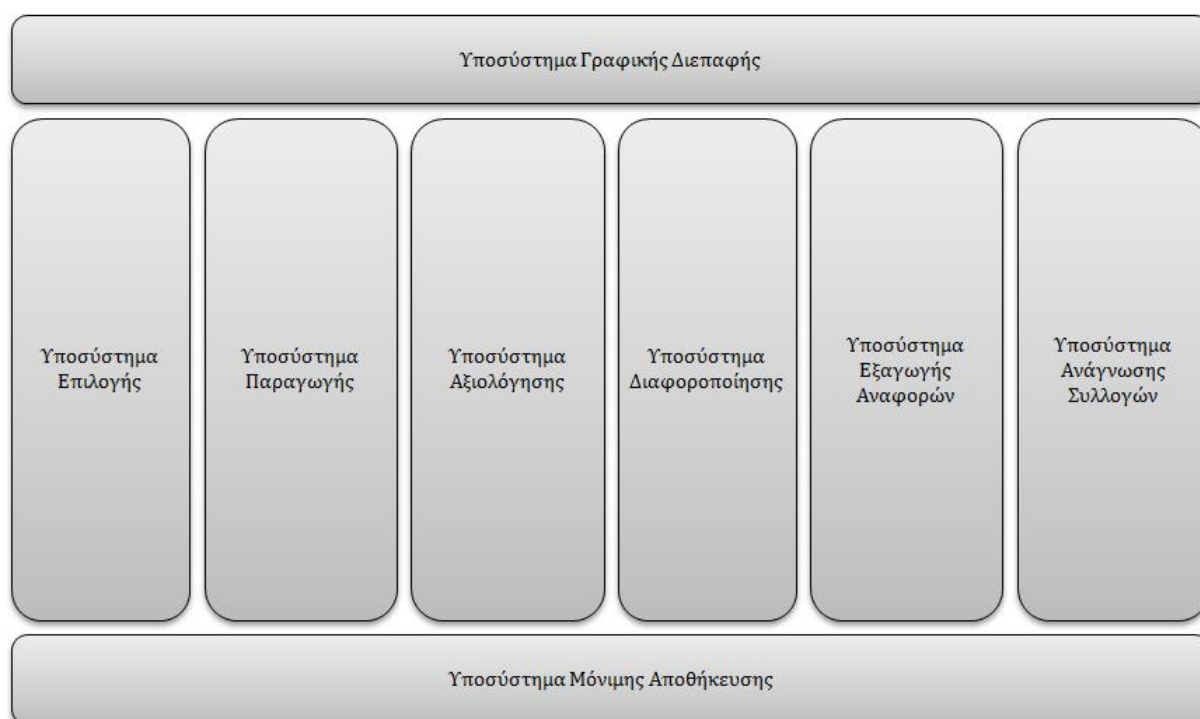 Υποσύστημα Γραφικής Διεπαφής
Υποσύστημα
Επιλογής
Υποσύστημα
Παραγωγής
Υποσύστημα
Αξιολόγησης
Υποσύστημα
Διαφοροποίησης
Υποσύστημα
Εξαγωγής
Αναφορών
Υποσύστημα
Ανάγνωσης
Συλλογών
Υποσύστημα Μόνιμης Αποθήκευσης